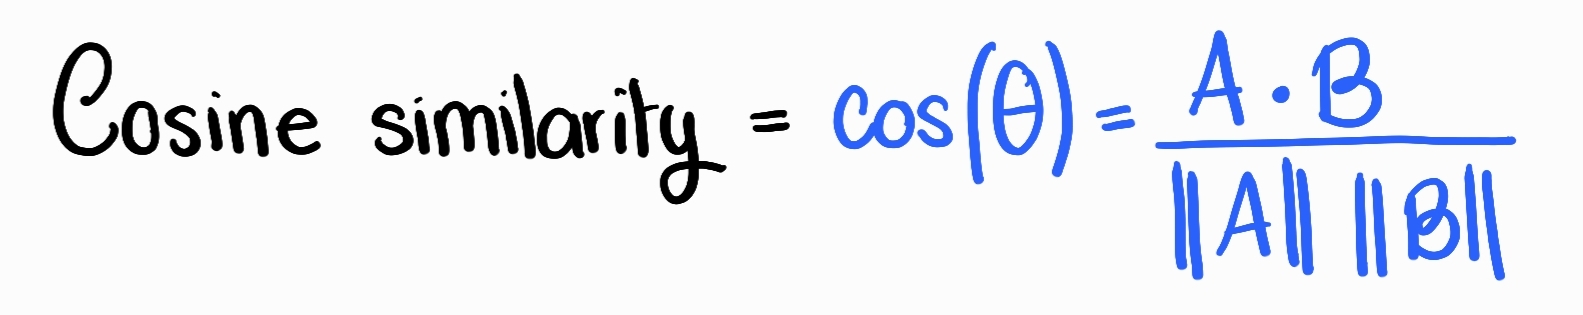 Cosine similarity = cos(θ) = A · B / ||A|| ||B||